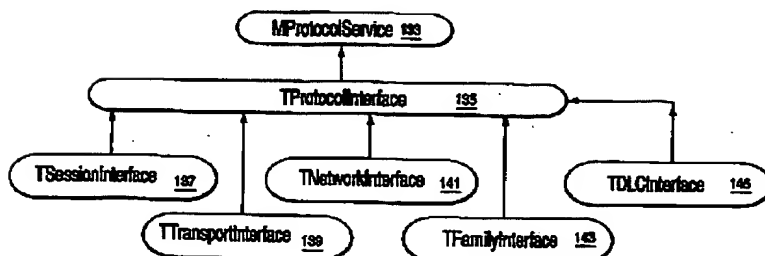 MProtocolService 133
TProtocolInterface 135
TSessionInterface 137
TNetworkInterface 141
TDLCInterface 145
TTransportInterface 139
TFamilyInterface 143